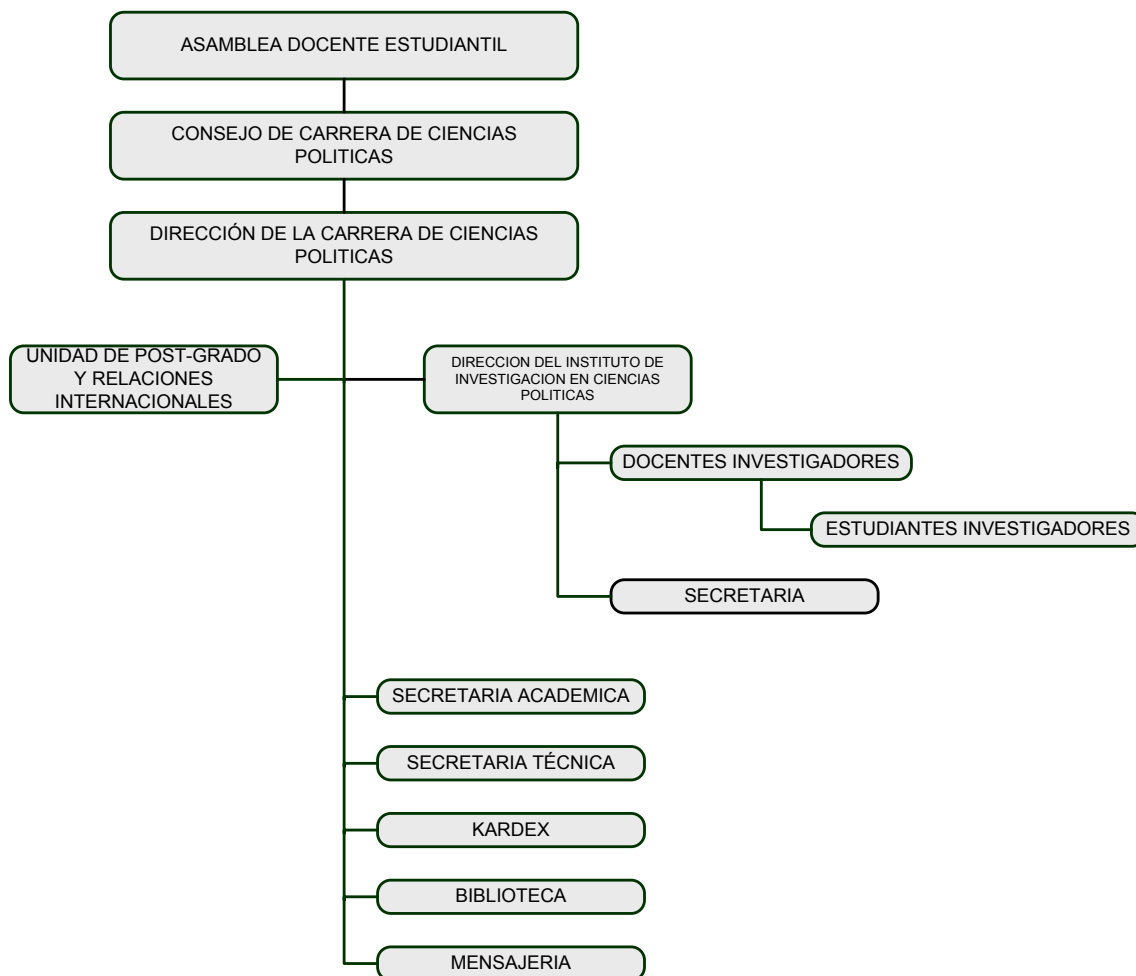 ASAMBLEA DOCENTE ESTUDIANTIL
CONSEJO DE CARRERA DE CIENCIAS
POLITICAS
DIRECCIÓN DE LA CARRERA DE CIENCIAS
POLITICAS
UNIDAD DE POST-GRADO
Y RELACIONES
INTERNACIONALES
DIRECCION DEL INSTITUTO DE
INVESTIGACION EN CIENCIAS
POLITICAS
DOCENTES INVESTIGADORES
ESTUDIANTES INVESTIGADORES
SECRETARIA
SECRETARIA ACADEMICA
SECRETARIA TÉCNICA
KARDEX
BIBLIOTECA
MENSAJERIA